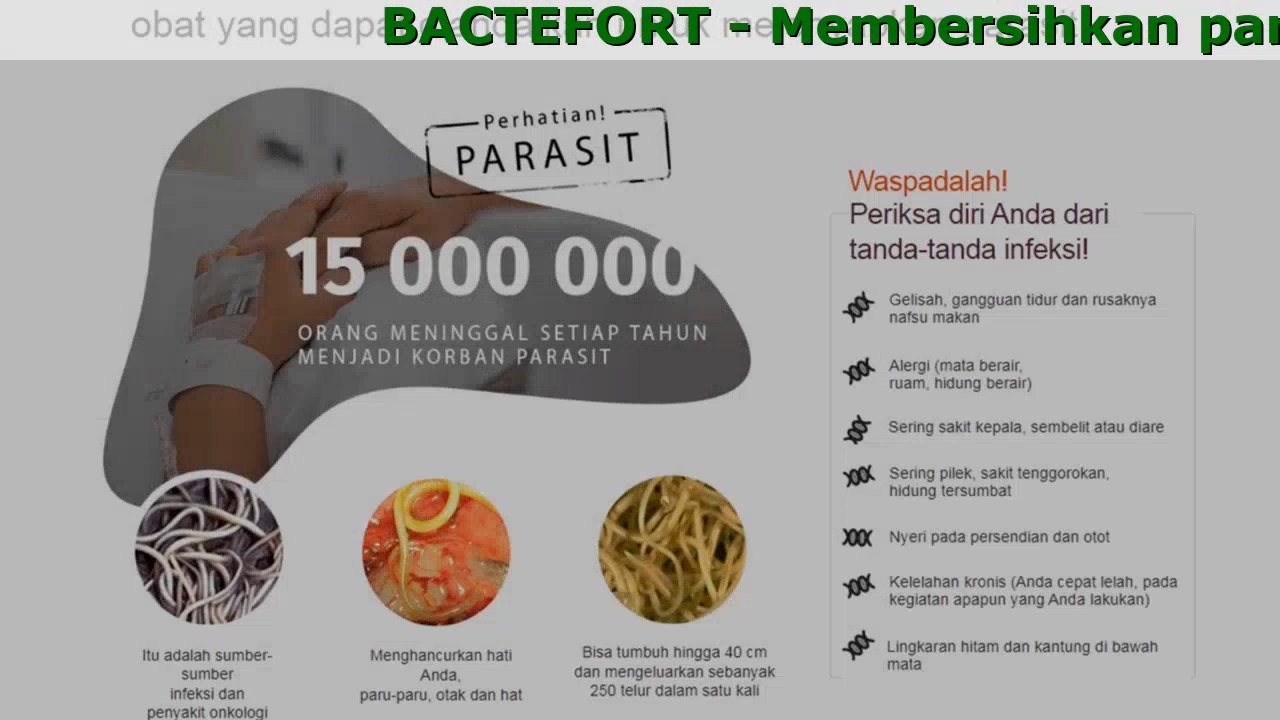 obat yang
BACTEFORT - Membersihkan par
Perhatian!
PARASIT
15 000 000
ORANG MENINGGAL SETIAP TAHUN
MENJADI KORBAN PARASIT
Waspadalah!
Periksa diri Anda dari
tanda-tanda infeksi!
Gelisah, gangguan tidur dan rusaknya
nafsu makan
Alergi (mata berair,
ruam, hidung berair)
Sering sakit kepala, sembelit atau diare
Sering pilek, sakit tenggorokan,
hidung tersumbat
Nyeri pada persendian dan otot
Kelelahan kronis (Anda cepat lelah, pada
kegiatan apapun yang Anda lakukan)
Lingkaran hitam dan kantung di bawah
mata
Itu adalah sumber-
sumber
infeksi dan
penyakit onkologi
Menghancurkan hati
Anda,
paru-paru, otak dan hat
Bisa tumbuh hingga 40 cm
dan mengeluarkan sebanyak
250 telur dalam satu kali